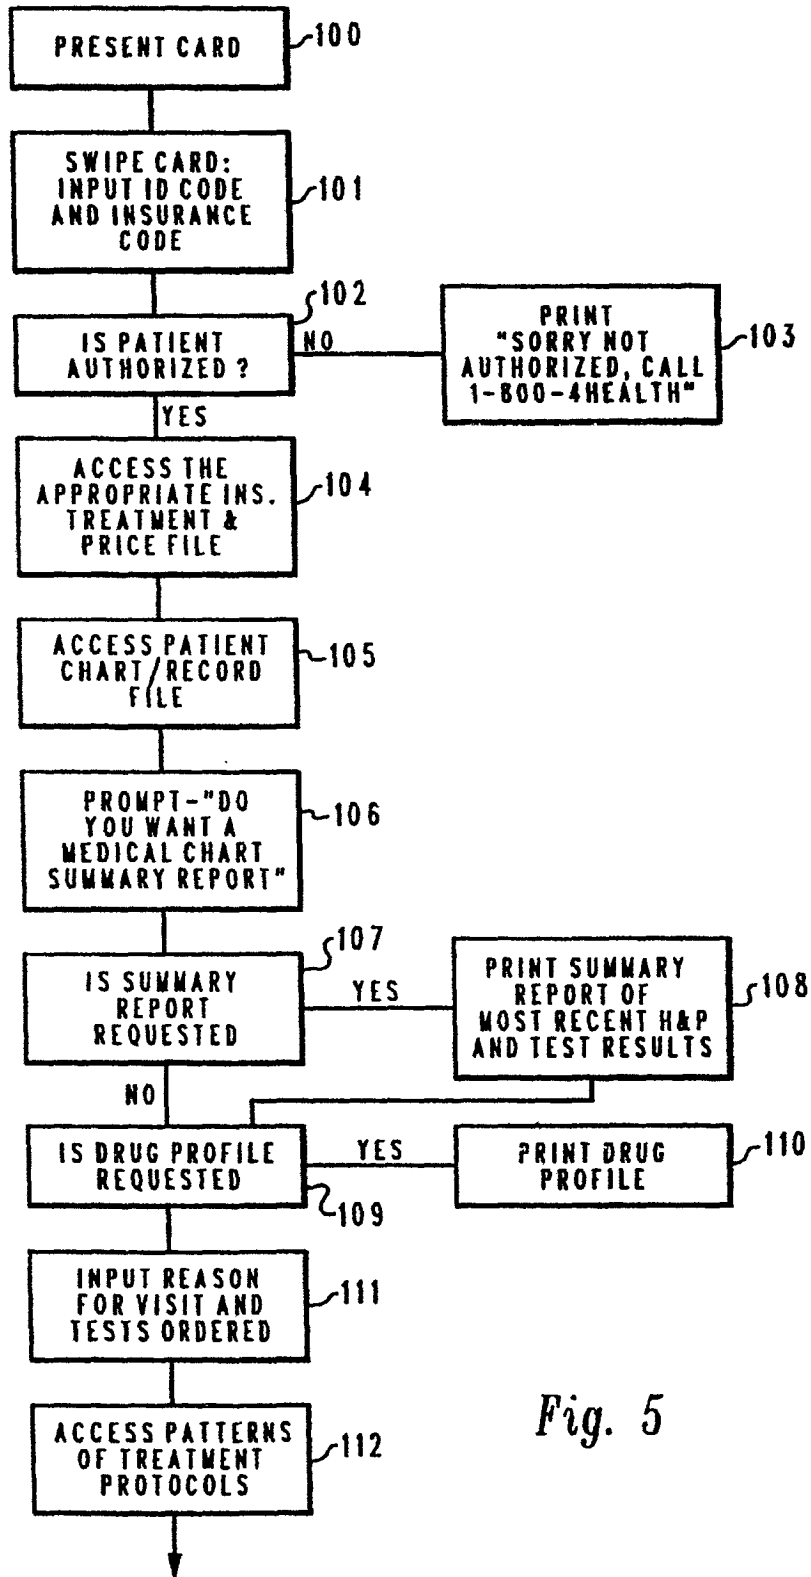 PRESENT CARD
100
SWIPE CARD:
INPUT ID CODE
AND INSURANCE
CODE
101
102
IS PATIENT
AUTHORIZED ?
NO
PRINT
"SORRY NOT
AUTHORIZED, CALL
1-800-4HEALTH"
103
YES
ACCESS THE
APPROPRIATE INS.
TREATMENT &
PRICE FILE
104
ACCESS PATIENT
CHART/RECORD
FILE
105
PROMPT-"DO
YOU WANT A
MEDICAL CHART
SUMMARY REPORT"
106
107
IS SUMMARY
REPORT
REQUESTED
YES
PRINT SUMMARY
REPORT OF
MOST RECENT H&P
AND TEST RESULTS
108
NO
IS DRUG PROFILE
REQUESTED
109
YES
PRINT DRUG
PROFILE
110
INPUT REASON
FOR VISIT AND
TESTS ORDERED
111
ACCESS PATTERNS
OF TREATMENT
PROTOCOLS
112
Fig. 5